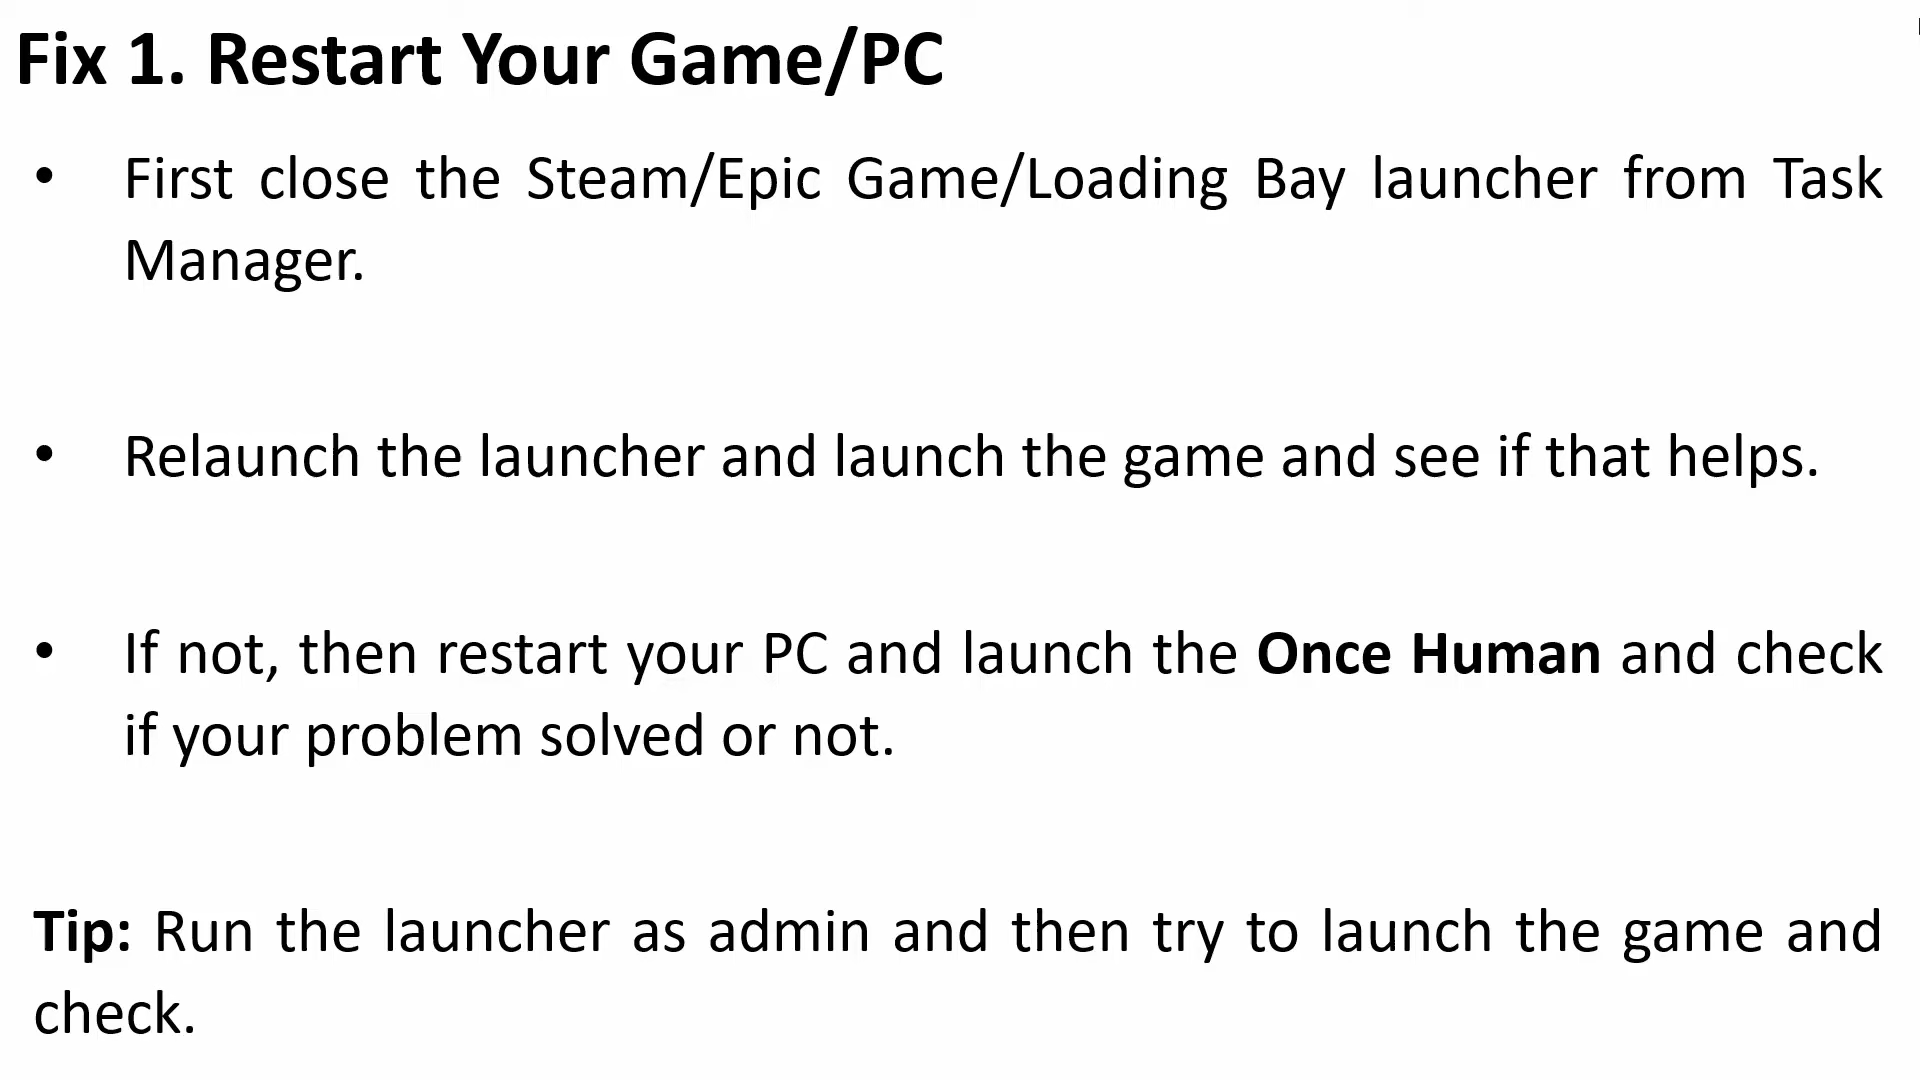 Fix 1. Restart Your Game/PC
• First close the Steam/Epic Game/Loading Bay launcher from Task
Manager.
• Relaunch the launcher and launch the game and see if that helps.
• If not, then restart your PC and launch the Once Human and check
if your problem solved or not.
Tip: Run the launcher as admin and then try to launch the game and
check.